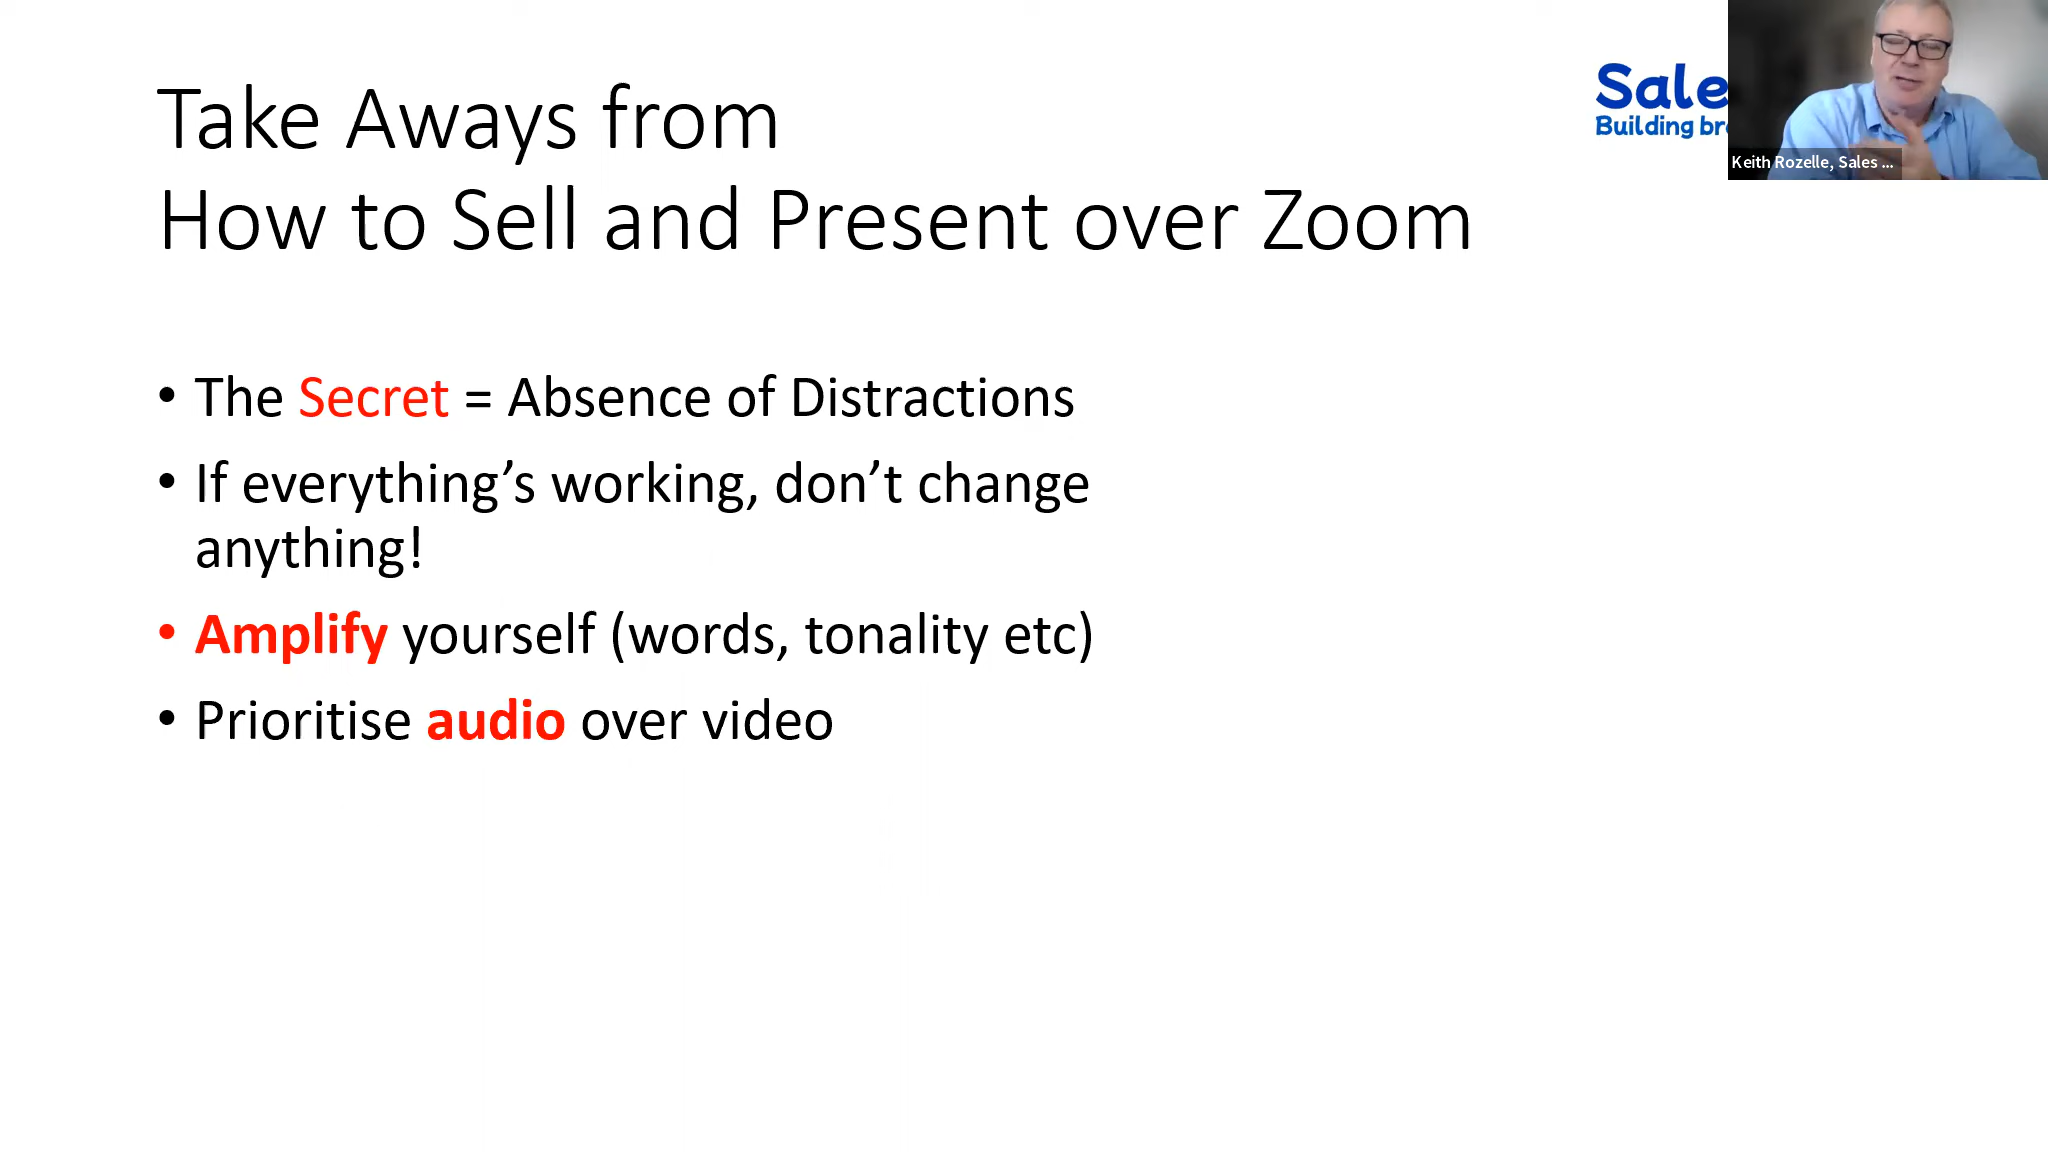 Take Aways from
How to Sell and Present over Zoom
Sale
Building br
Keith Rozelle, Sales ...
• The Secret = Absence of Distractions
• If everything’s working, don’t change
anything!
• Amplify yourself (words, tonality etc)
• Prioritise audio over video